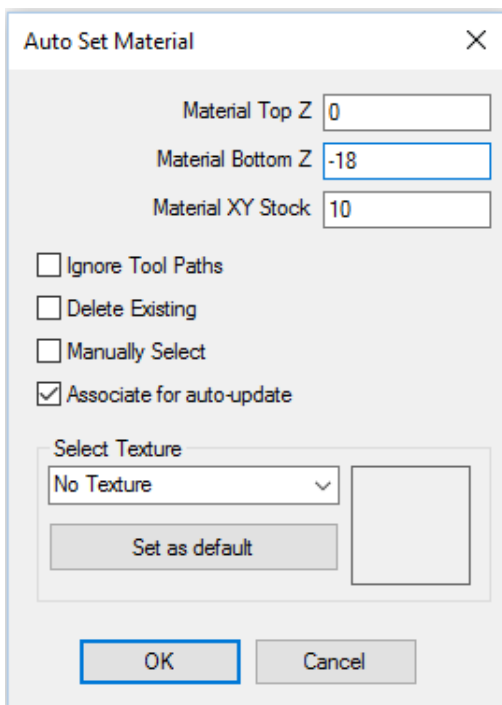 Auto Set Material
Material Top Z 0
Material Bottom Z -18
Material XY Stock 10
Ignore Tool Paths
Delete Existing
Manually Select
Associate for auto-update
Select Texture
No Texture
Set as default
OK Cancel